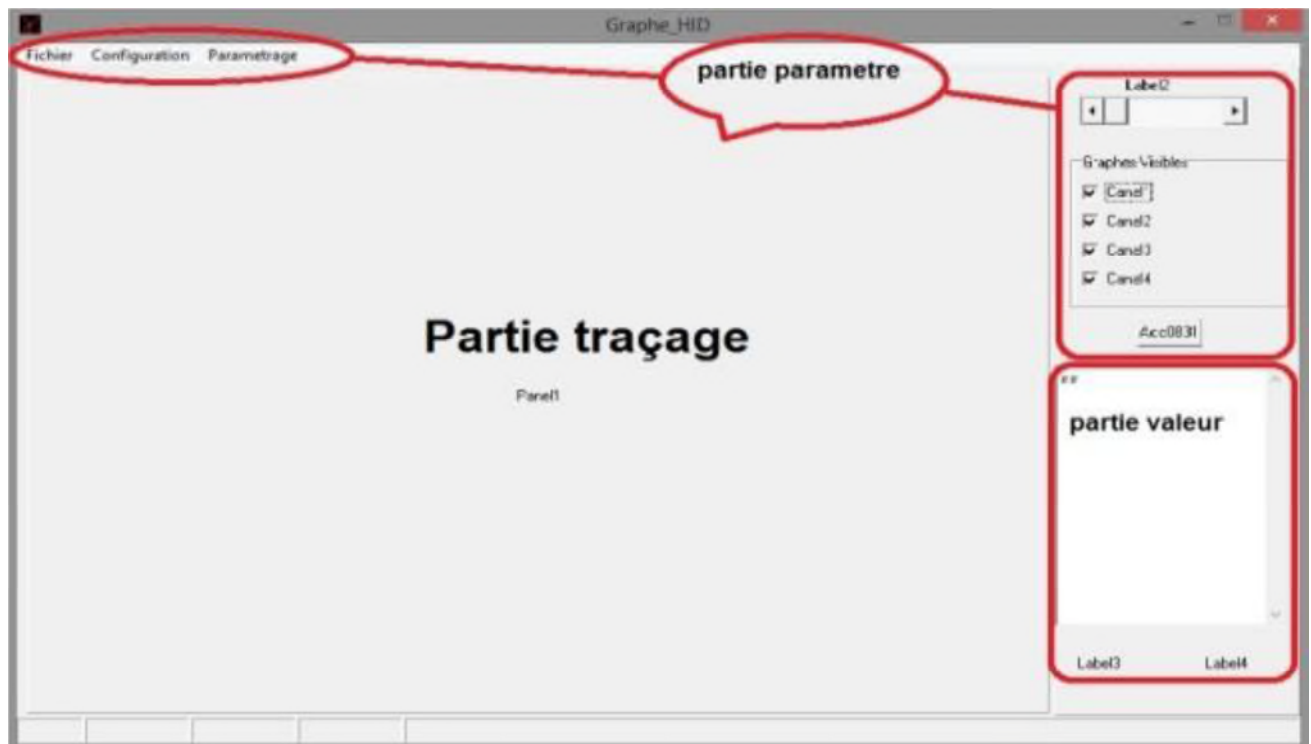 Graphe_HID
Fichier Configuration Parametrage
partie parametre
Label2
Graphes Visibles
Canal1
Canal2
Canal3
Canal4
Partie traçage
Panel1
partie valeur
Label3 Label4